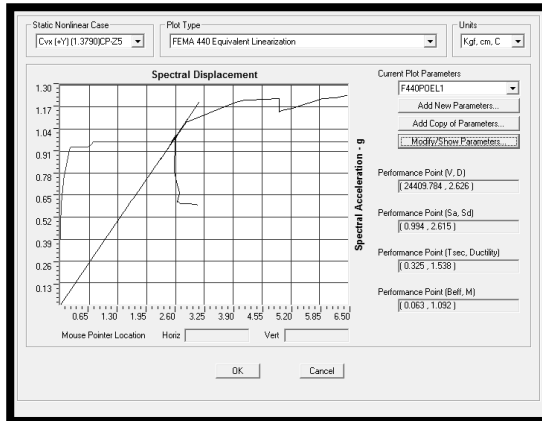 Static Nonlinear Case
Cvx (+Y) (1.3790)CP-Z5
Plot Type
FEMA 440 Equivalent Linearization
Units
Kgf, cm, C
Spectral Displacement
1.30
1.17
1.04
0.91
0.78
0.65
0.52
0.39
0.26
0.13
0.65 1.30 1.95 2.60 3.25 3.90 4.55 5.20 5.85 6.50
Spectral Acceleration - g
Mouse Pointer Location Horiz Vert
Current Plot Parameters
F440POEL1
Add New Parameters...
Add Copy of Parameters...
Modify/Show Parameters...
Performance Point (V, D)
( 24409.784 , 2.626 )
Performance Point (Sa, Sd)
( 0.994 , 2.615 )
Performance Point (Tsec, Ductility)
( 0.325 , 1.538 )
Performance Point (Beff, M)
( 0.063 , 1.092 )
OK
Cancel